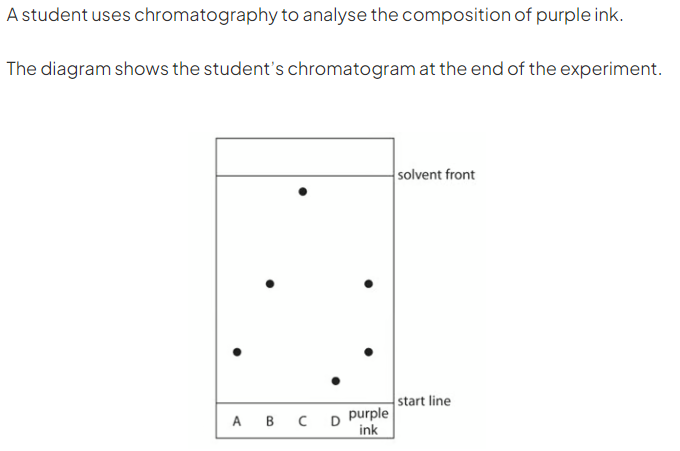 A student uses chromatography to analyse the composition of purple ink.
The diagram shows the student's chromatogram at the end of the experiment.
solvent front
start line
A B C D purple
ink